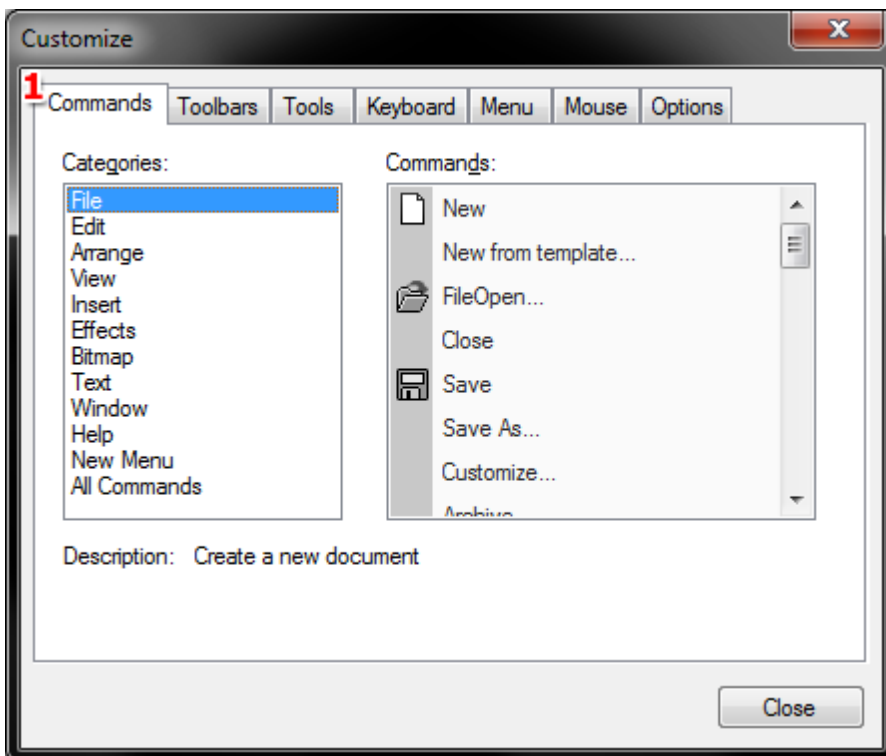 Customize
1
Commands Toolbars Tools Keyboard Menu Mouse Options
Categories:
File
Edit
Arrange
View
Insert
Effects
Bitmap
Text
Window
Help
New Menu
All Commands
Commands:
New
New from template...
FileOpen...
Close
Save
Save As...
Customize...
Description: Create a new document
Close